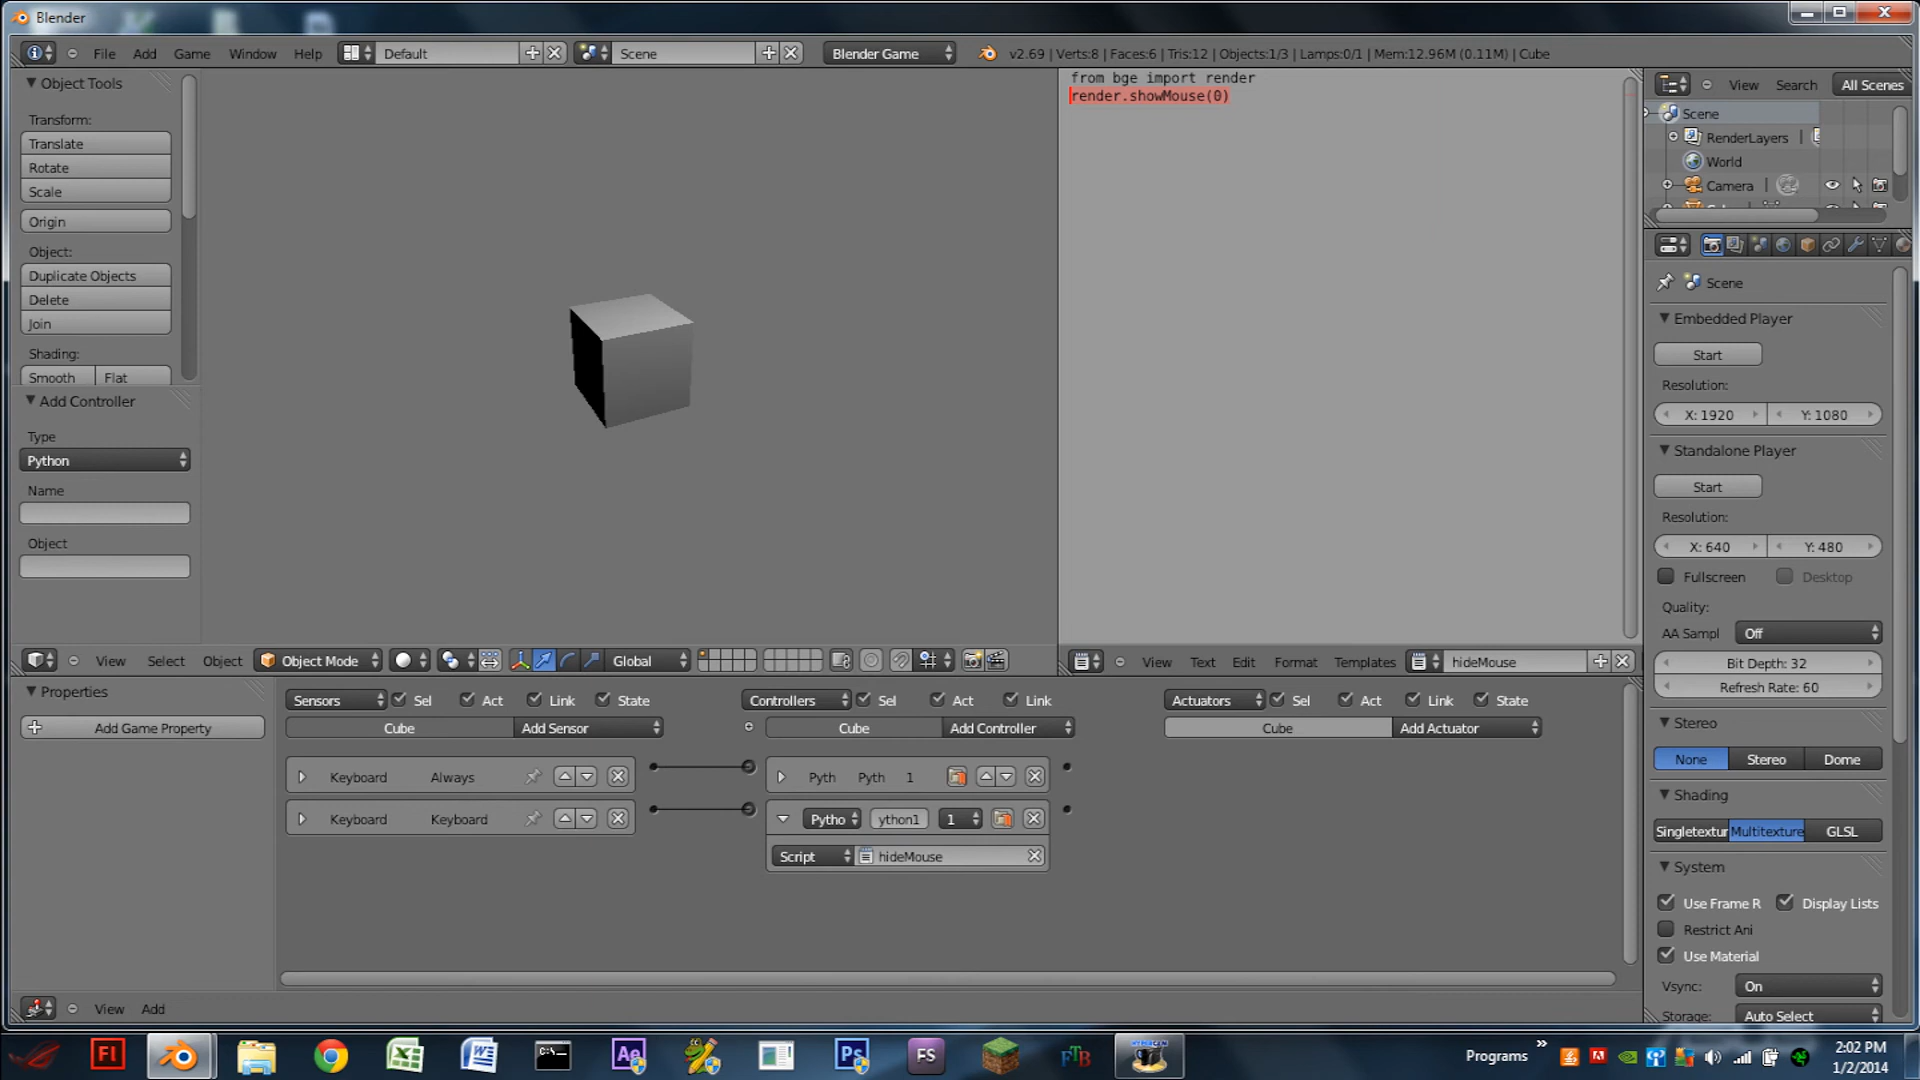 Blender
File Add Game Window Help Default Scene Blender Game v2.69 | Verts:8 | Faces:6 | Tris:12 | Objects:1/3 | Lamps:0/1 | Mem:12.96M (0.11M) | Cube
Object Tools
Transform:
Translate
Rotate
Scale
Origin
Object:
Duplicate Objects
Delete
Join
Shading:
Smooth Flat
Add Controller
Type
Python
Name
Object
from bge import render
render.showMouse(0)
View Search All Scenes
Scene
RenderLayers |
World
Camera |
Scene
Embedded Player
Start
Resolution:
X: 1920 Y: 1080
Standalone Player
Start
Resolution:
X: 640 Y: 480
Fullscreen Desktop
Quality:
AA Sampl Off
Bit Depth: 32
Refresh Rate: 60
Stereo
None Stereo Dome
Shading
Singletextur Multitexture GLSL
System
Use Frame R Display Lists
Restrict Ani
Use Material
Vsync: On
Storage: Auto Select
View Select Object Object Mode Global
View Text Edit Format Templates hideMouse
Properties
Add Game Property
Sensors Sel Act Link State
Cube Add Sensor
Keyboard Always
Keyboard Keyboard
Controllers Sel Act Link
Cube Add Controller
Pyth Pyth 1
Pytho ython1 1
Script hideMouse
Actuators Sel Act Link State
Cube Add Actuator
View Add
Fl
Ae
Ps
FS
FTB
Programs »
2:02 PM
1/2/2014